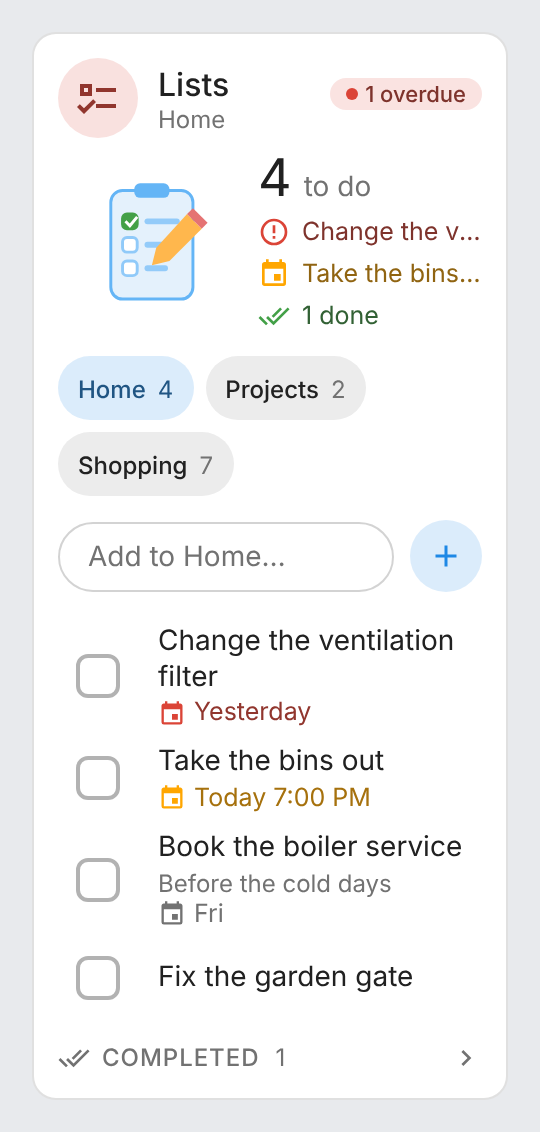 Lists
Home
1 overdue
4 to do
Change the v...
Take the bins...
1 done
Home 4
Projects 2
Shopping 7
Add to Home...
+
Change the ventilation
filter
Yesterday
Take the bins out
Today 7:00 PM
Book the boiler service
Before the cold days
Fri
Fix the garden gate
COMPLETED 1